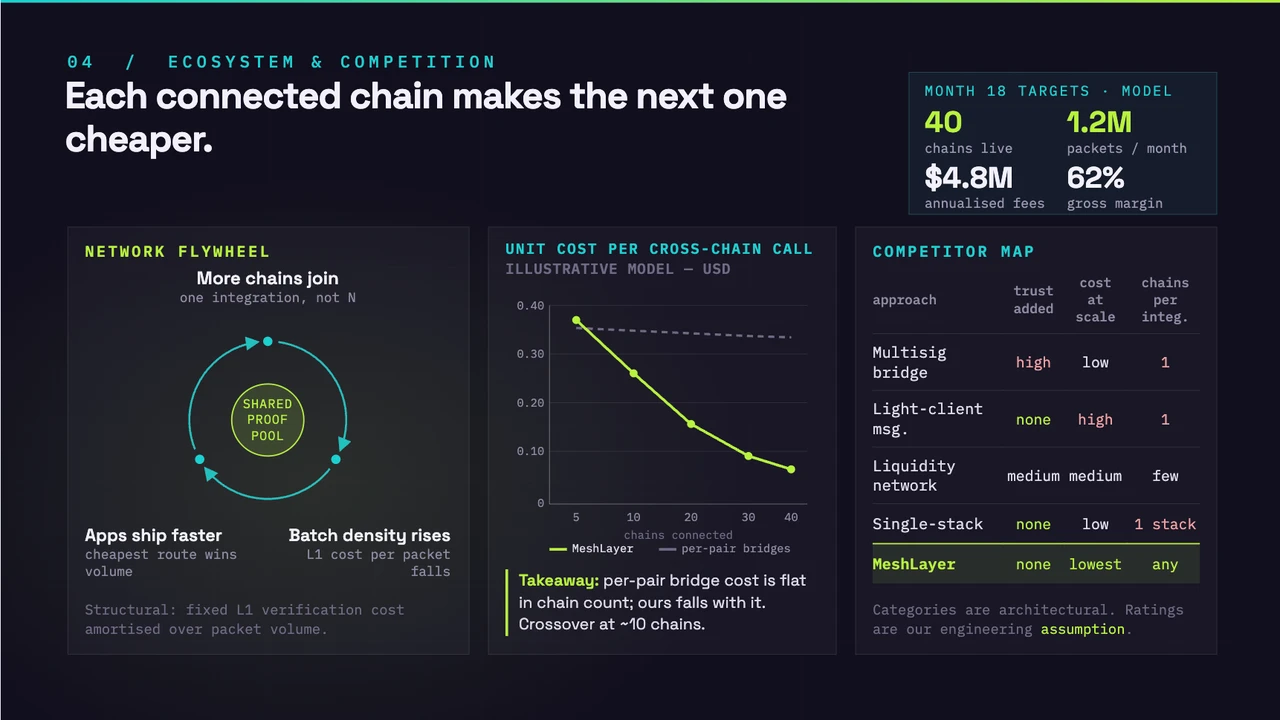 04 / ECOSYSTEM & COMPETITION
Each connected chain makes the next one
cheaper.
MONTH 18 TARGETS · MODEL
40
chains live
1.2M
packets / month
$4.8M
annualised fees
62%
gross margin
NETWORK FLYWHEEL
More chains join
one integration, not N
SHARED
PROOF
POOL
Apps ship faster
cheapest route wins
volume
Batch density rises
L1 cost per packet
falls
Structural: fixed L1 verification cost
amortised over packet volume.
UNIT COST PER CROSS-CHAIN CALL
ILLUSTRATIVE MODEL — USD
0.40
0.30
0.20
0.10
0
5 10 20 30 40
chains connected
MeshLayer per-pair bridges
Takeaway: per-pair bridge cost is flat
in chain count; ours falls with it.
Crossover at ~10 chains.
COMPETITOR MAP
approach
trust
added
cost
at
scale
chains
per
integ.
Multisig
bridge
high low 1
Light-client
msg.
none high 1
Liquidity
network
medium medium few
Single-stack none low 1 stack
MeshLayer none lowest any
Categories are architectural. Ratings
are our engineering assumption.